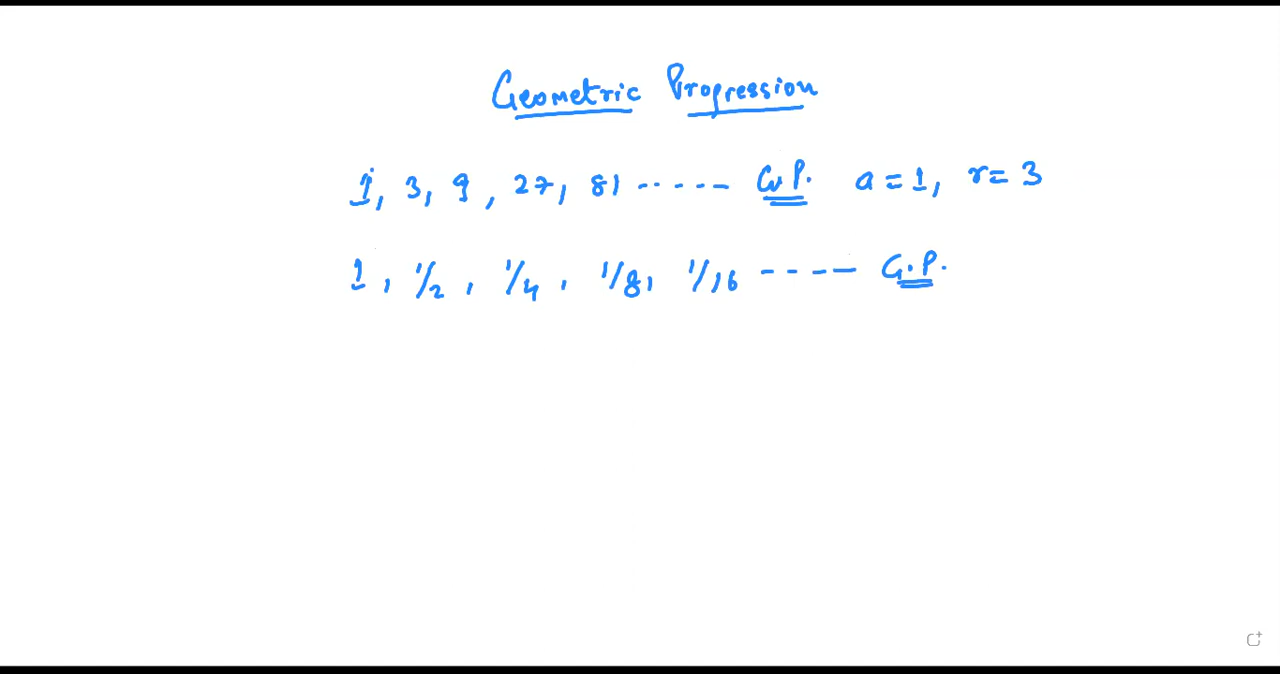 Geometric Progression
1, 3, 9, 27, 81 ------ G.P. a = 1, r = 3
1, 1/2, 1/4, 1/8, 1/16 ----- G.P.